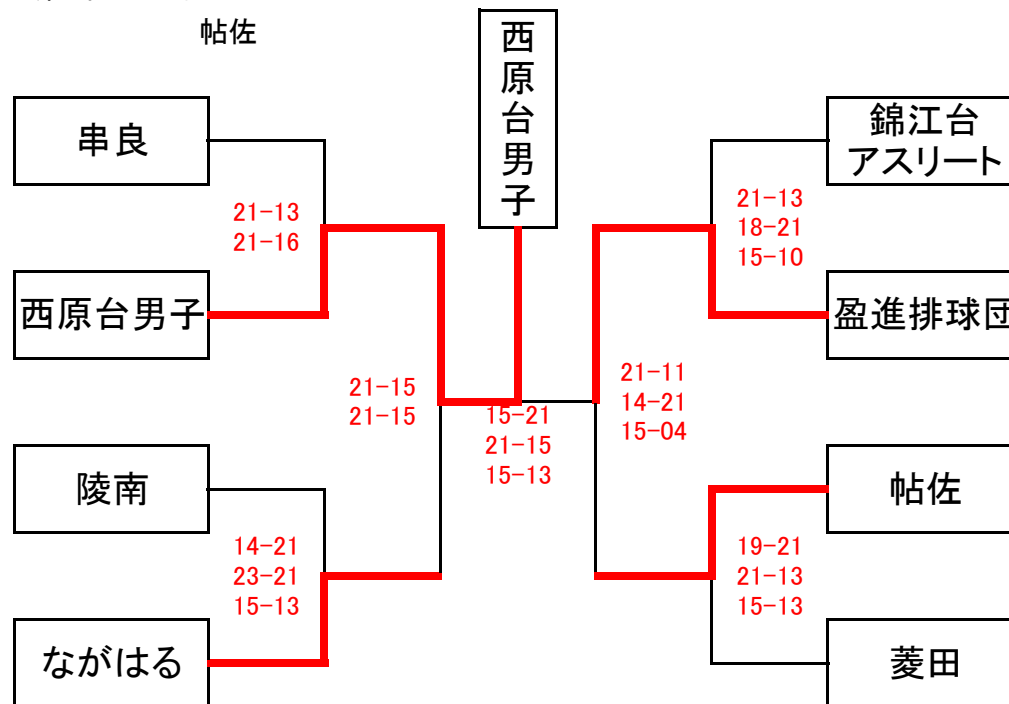 帖佐
西原台男子
串良
錦江台
アスリート
21-13
21-16
21-13
18-21
15-10
西原台男子
盈進排球団
21-15
21-15
15-21
21-15
15-13
21-11
14-21
15-04
陵南
帖佐
14-21
23-21
15-13
19-21
21-13
15-13
ながはる
菱田